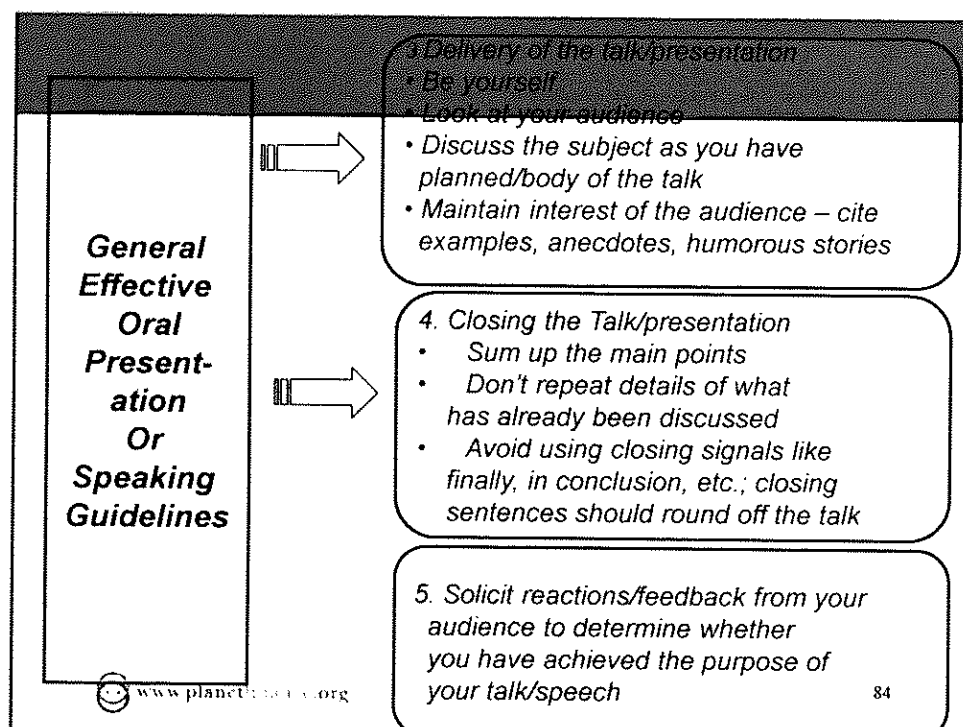 3.Delivery of the talk/presentation
• Be yourself
• Look at your audience
• Discuss the subject as you have
planned/body of the talk
• Maintain interest of the audience – cite
examples, anecdotes, humorous stories
General
Effective
Oral
Present-
ation
Or
Speaking
Guidelines
4. Closing the Talk/presentation
• Sum up the main points
• Don't repeat details of what
has already been discussed
• Avoid using closing signals like
finally, in conclusion, etc.; closing
sentences should round off the talk
5. Solicit reactions/feedback from your
audience to determine whether
you have achieved the purpose of
your talk/speech
84